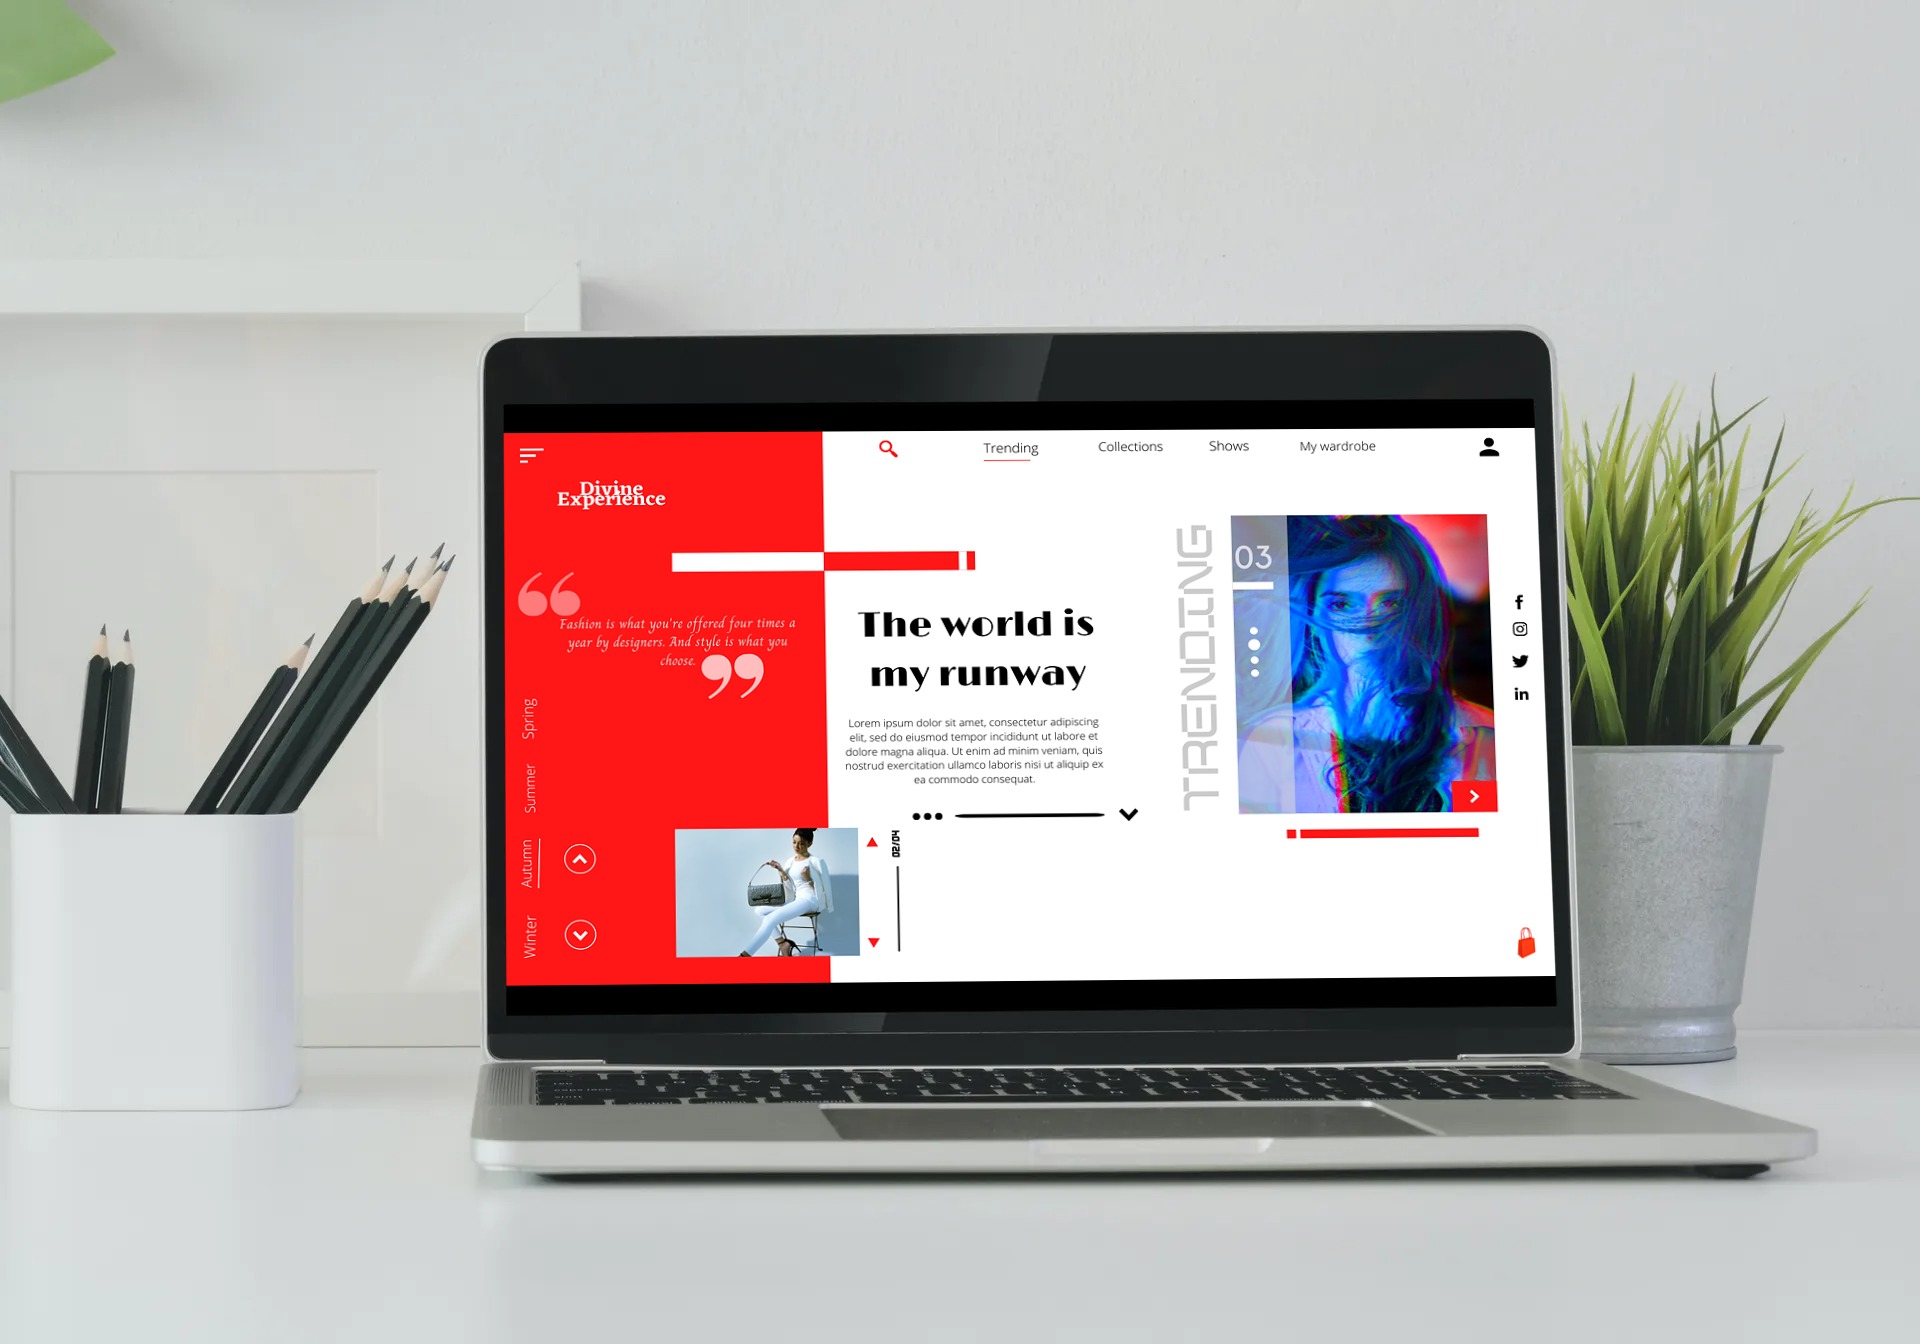 Trending
Collections
Shows
My wardrobe
Divine
Experience
Fashion is what you're offered four times a
year by designers. And style is what you
choose.
The world is
my runway
Lorem ipsum dolor sit amet, consectetur adipiscing
elit, sed do eiusmod tempor incididunt ut labore et
dolore magna aliqua. Ut enim ad minim veniam, quis
nostrud exercitation ullamco laboris nisi ut aliquip ex
ea commodo consequat.
Spring
Summer
Autumn
Winter
04/20
TRENDING
03